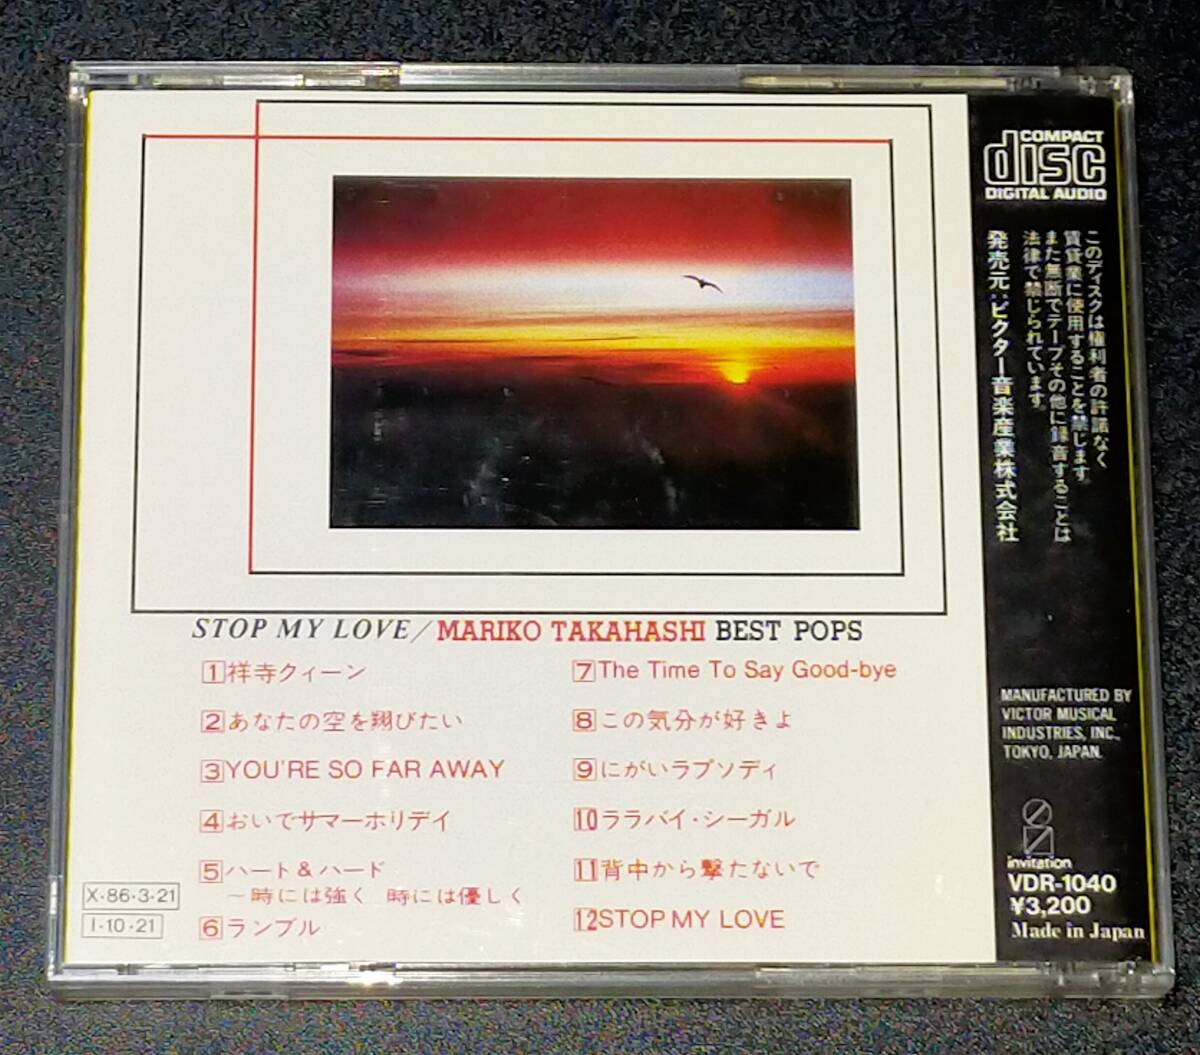 STOP MY LOVE/MARIKO TAKAHASHI BEST POPS
1 祥寺クィーン
2 あなたの空を翔びたい
3 YOU'RE SO FAR AWAY
4 おいでサマーホリデイ
5 ハート&ハード
〜時には強く 時には優しく
6 ランブル
7 The Time To Say Good-bye
8 この気分が好きよ
9 にがいラプソディ
10 ララバイ・シーガル
11 背中から撃たないで
12 STOP MY LOVE
X・86・3・21
I・10・21
COMPACT
disc
DIGITAL AUDIO
このディスクは権利者の許諾なく
賃貸業に使用することを禁じます。
また無断でテープその他に録音することは
法律で禁じられています。
発売元:ビクター音楽産業株式会社
MANUFACTURED BY
VICTOR MUSICAL
INDUSTRIES, INC.,
TOKYO, JAPAN.
invitation
VDR-1040
¥3,200
Made in Japan